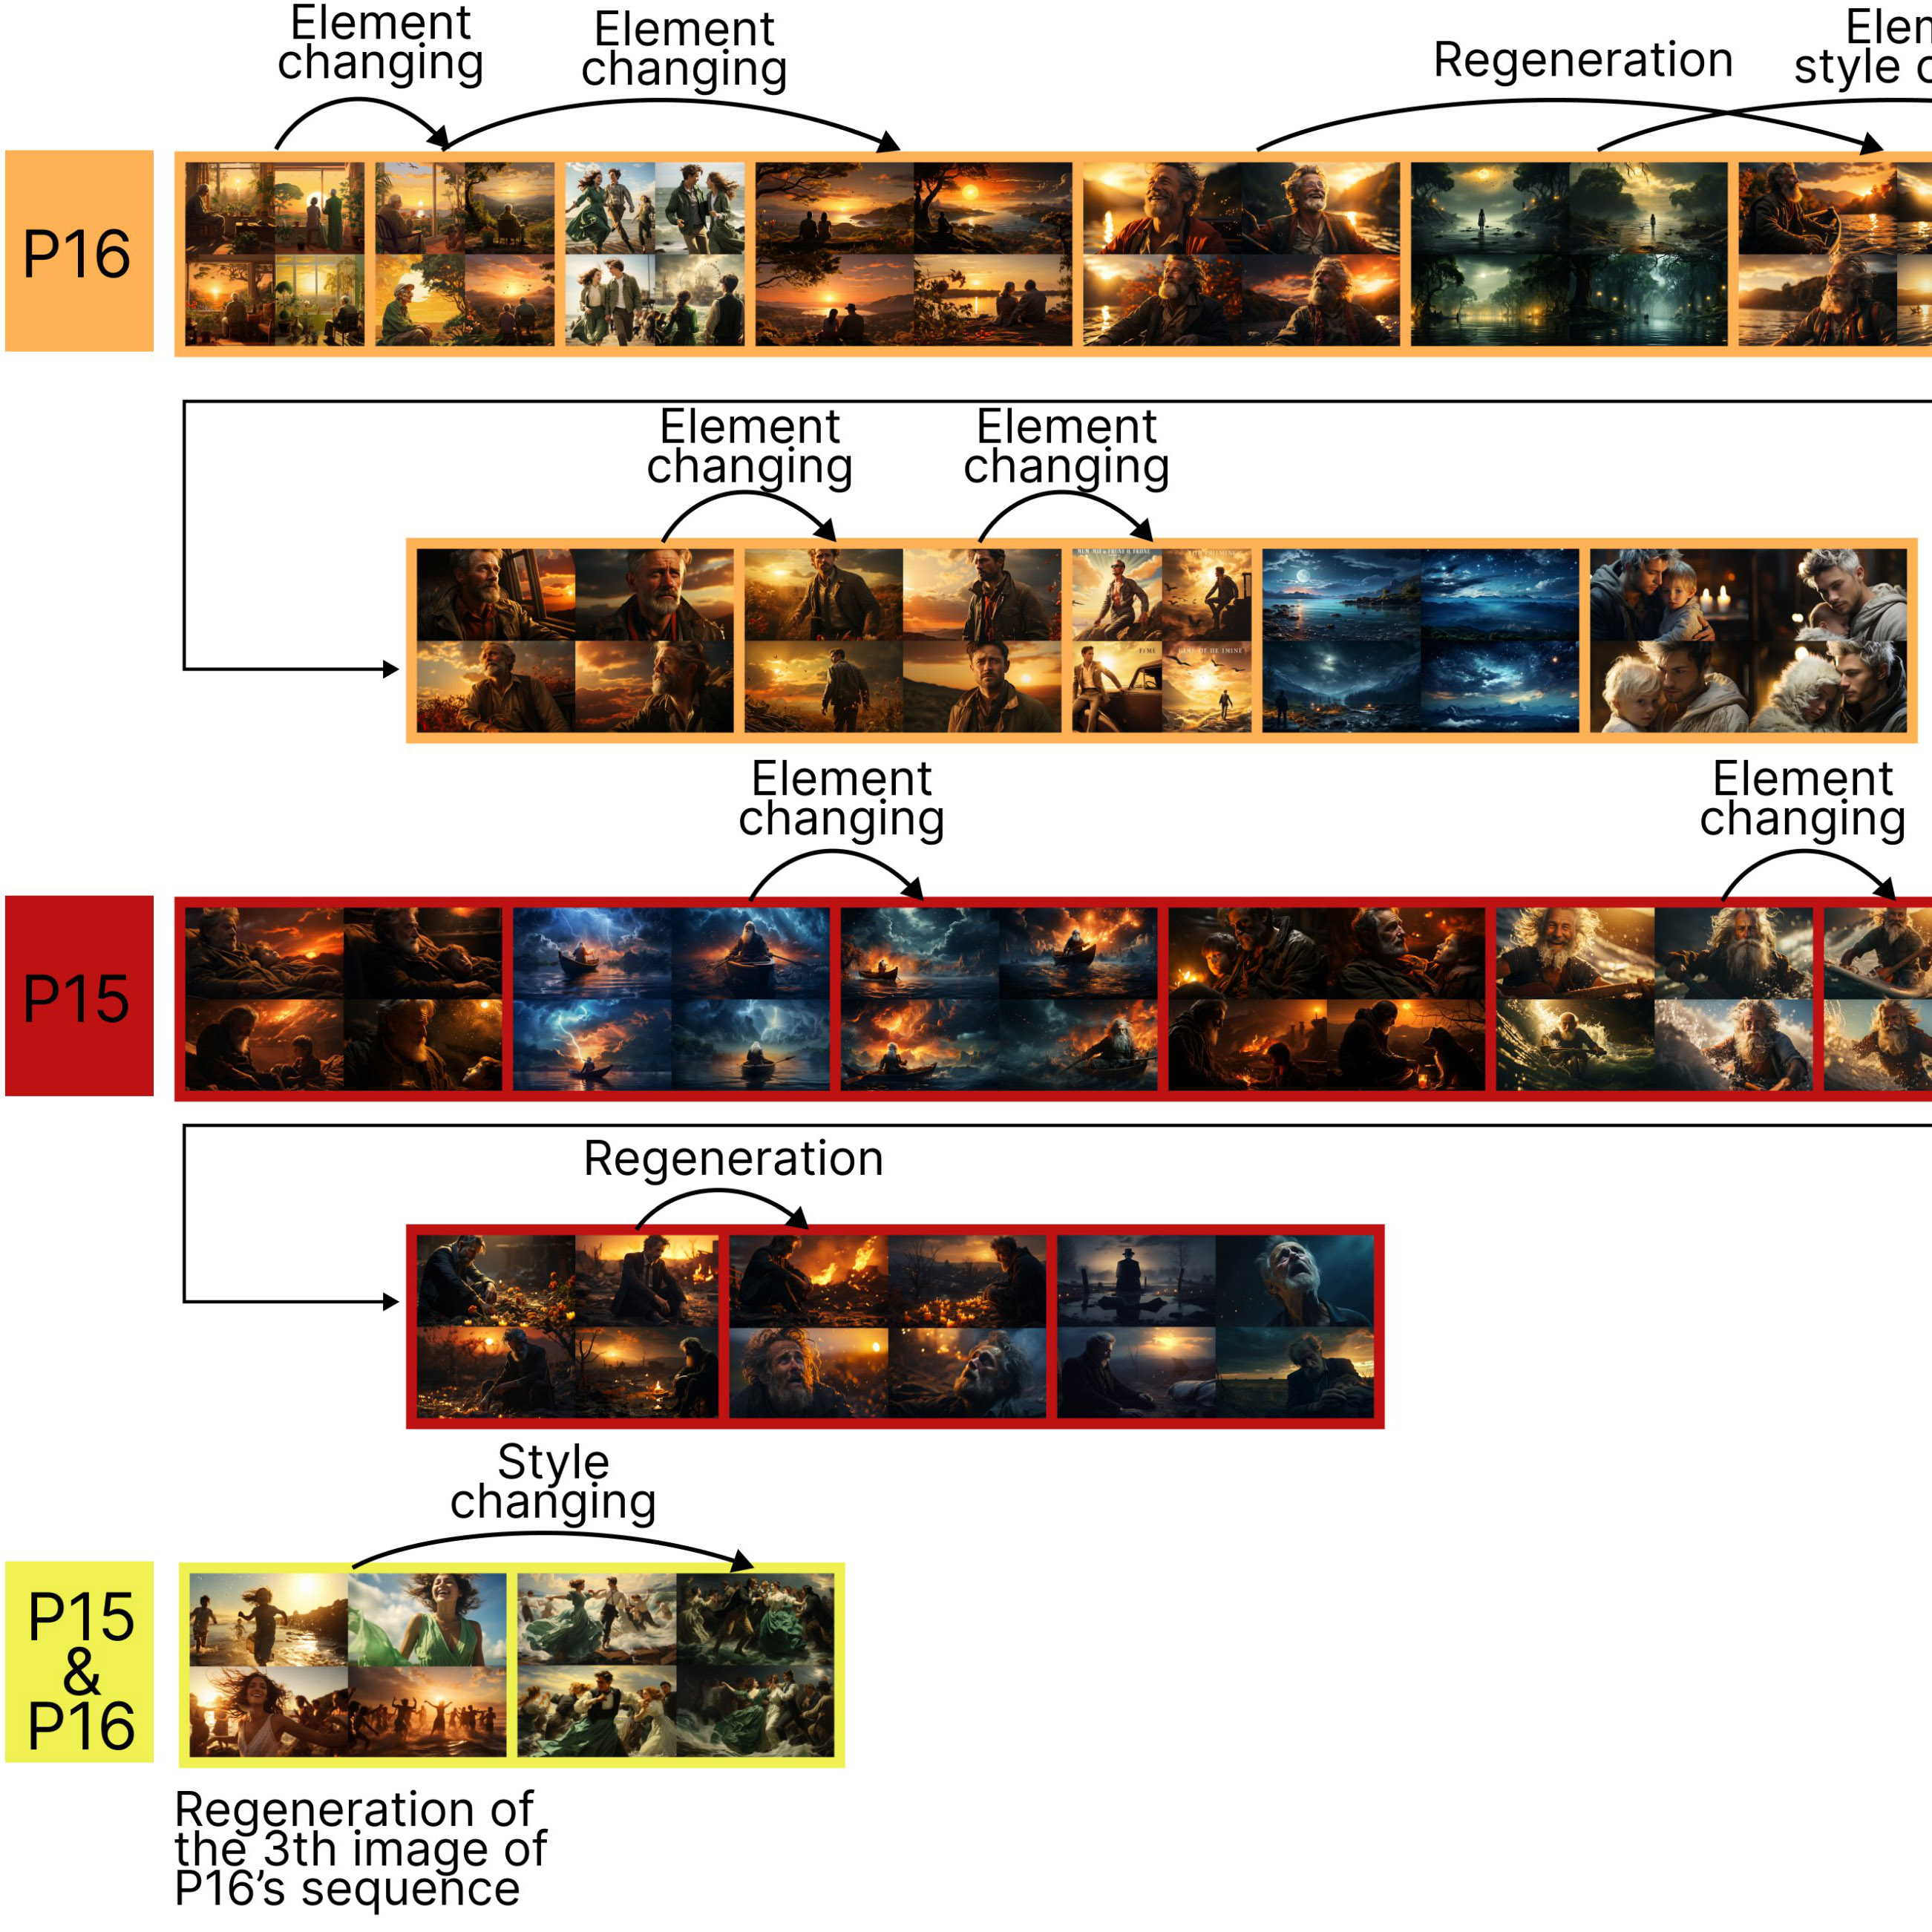 Element
changing
Element
changing
Regeneration
Elem
style c
P16
Element
changing
Element
changing
Element
changing
Element
changing
P15
Regeneration
Style
changing
P15
&
P16
Regeneration of
the 3th image of
P16's sequence